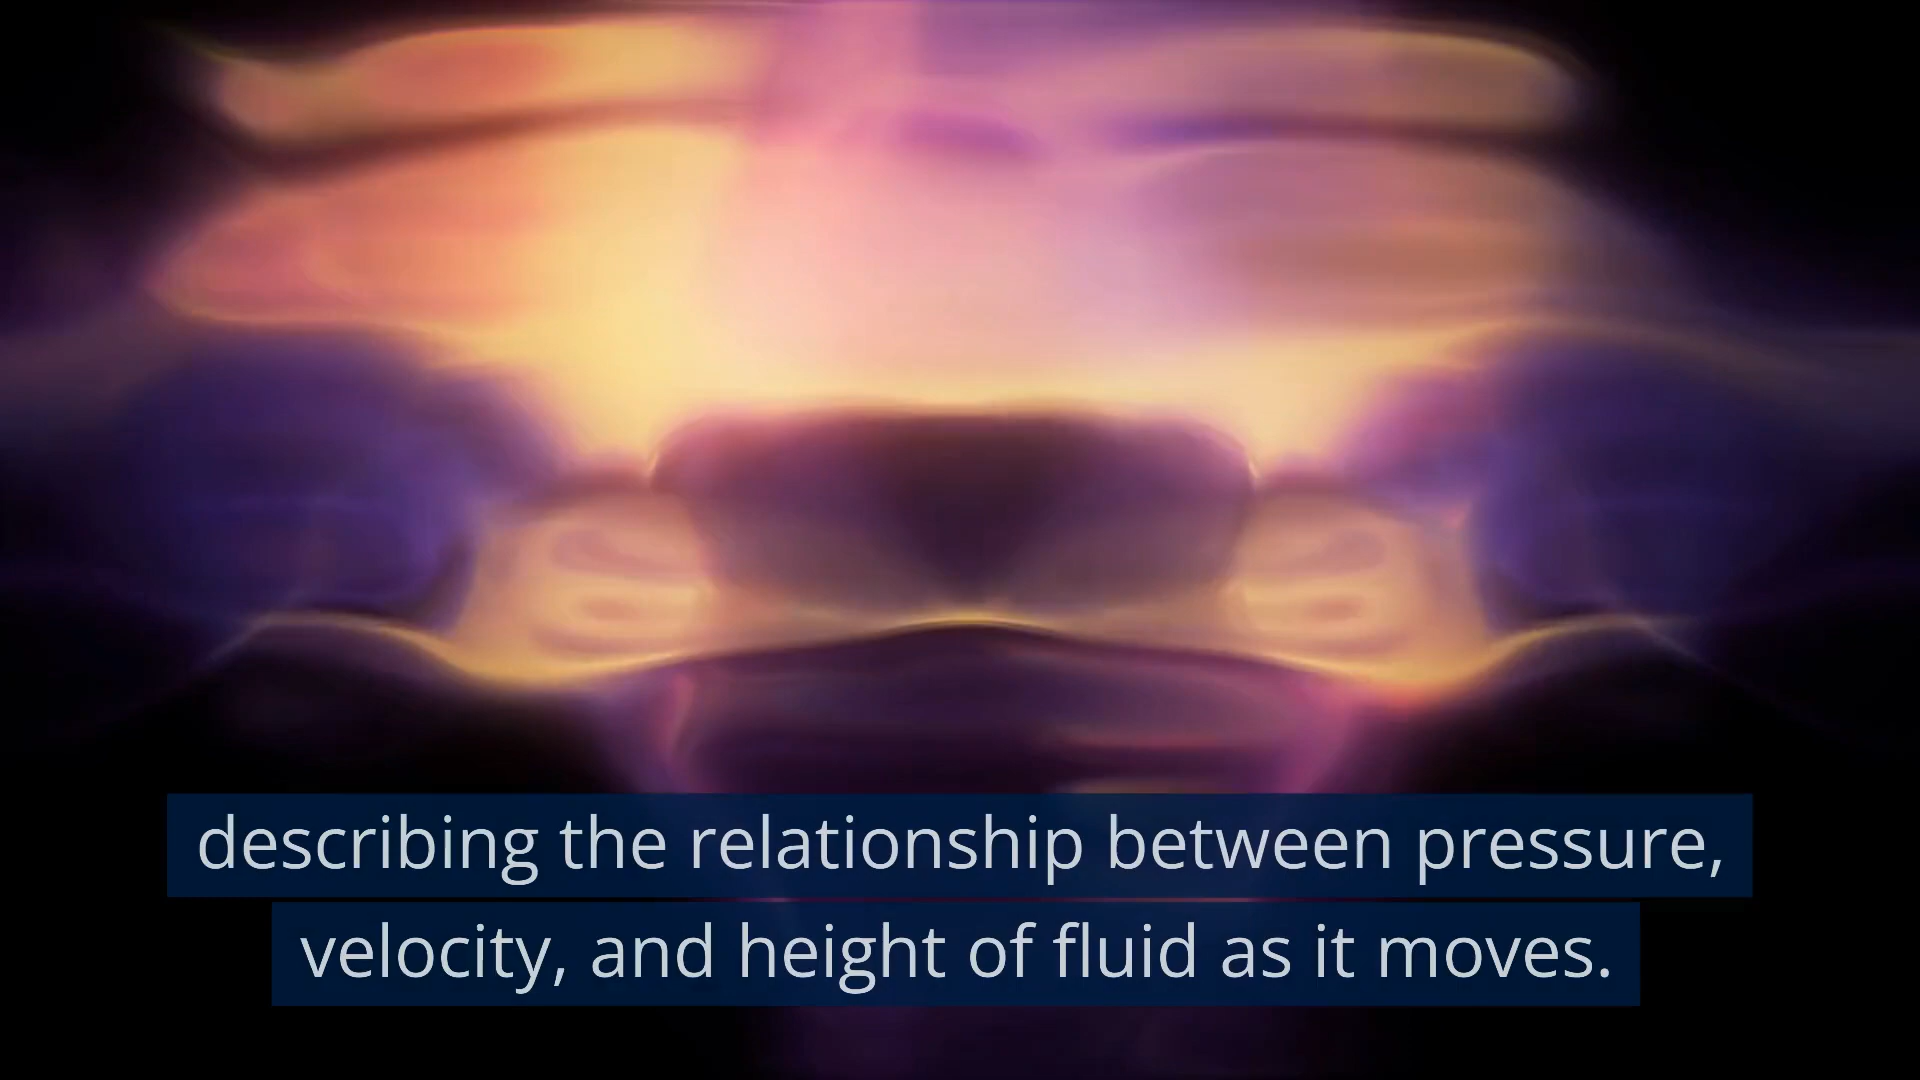 describing the relationship between pressure,
velocity, and height of fluid as it moves.